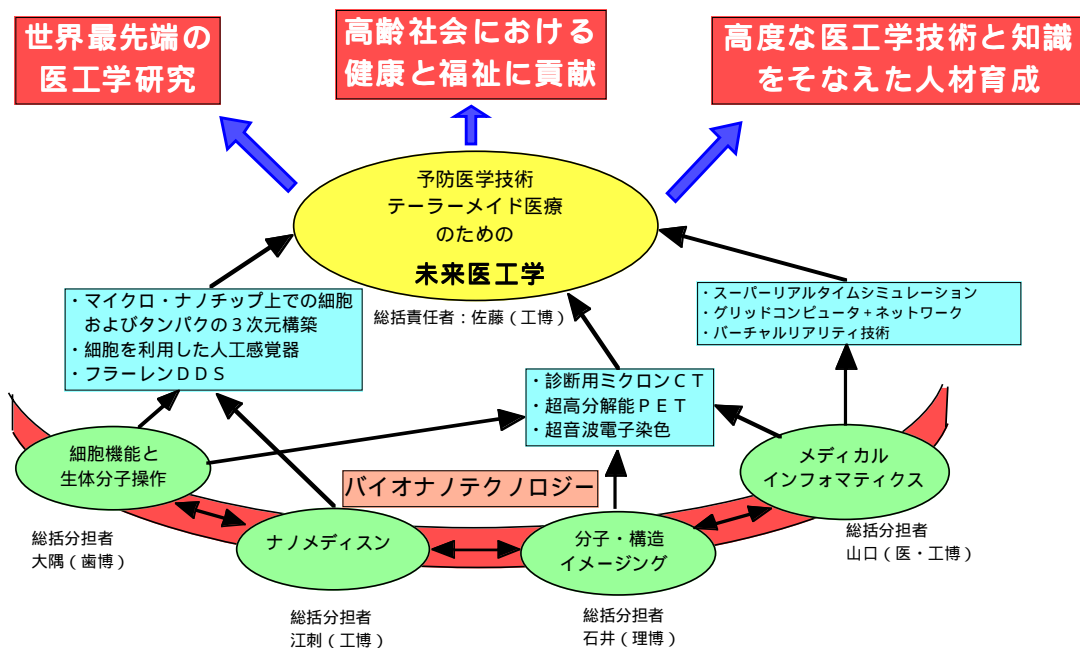 世界最先端の
医工学研究
高齢社会における
健康と福祉に貢献
高度な医工学技術と知識
をそなえた人材育成
予防医学技術
テーラーメイド医療
のための
未来医工学
総括責任者：佐藤（工博）
・マイクロ・ナノチップ上での細胞
およびタンパクの３次元構築
・細胞を利用した人工感覚器
・フラーレンＤＤＳ
・診断用ミクロンＣＴ
・超高分解能ＰＥＴ
・超音波電子染色
・スーパーリアルタイムシミュレーション
・グリッドコンピュータ＋ネットワーク
・バーチャルリアリティ技術
細胞機能と
生体分子操作
総括分担者
大隅（歯博）
バイオナノテクノロジー
ナノメディスン
総括分担者
江刺（工博）
分子・構造
イメージング
総括分担者
石井（理博）
メディカル
インフォマティクス
総括分担者
山口（医・工博）